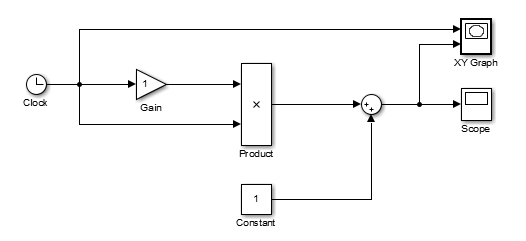 XY Graph
Clock
1
Gain
×
Product
+
+
Scope
1
Constant